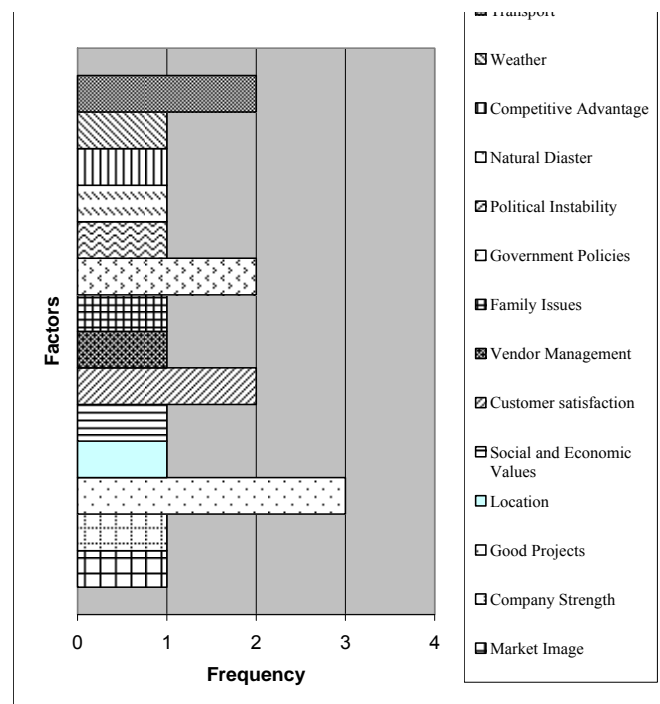 Transport
Weather
Competitive Advantage
Natural Diaster
Political Instability
Government Policies
Family Issues
Vendor Management
Customer satisfaction
Social and Economic
Values
Location
Good Projects
Company Strength
Market Image
Factors
0 1 2 3 4
Frequency